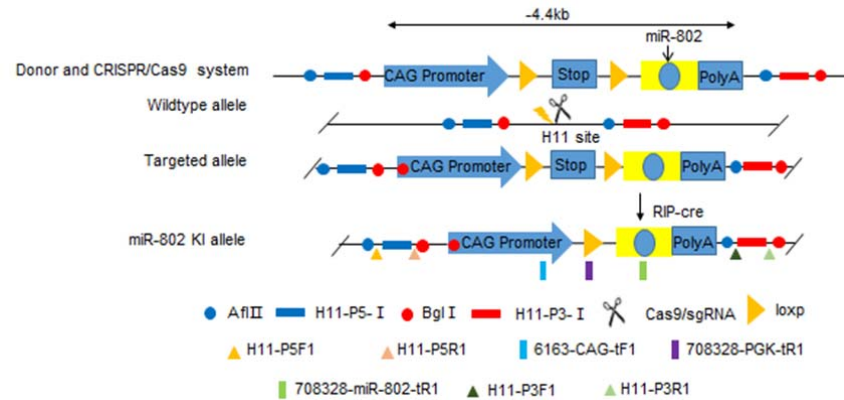 -4.4kb
miR-802
Donor and CRISPR/Cas9 system
CAG Promoter
Stop
PolyA
Wildtype allele
H11 site
Targeted allele
CAG Promoter
Stop
PolyA
RIP-cre
miR-802 KI allele
CAG Promoter
PolyA
AflII H11-P5-I Bgl I H11-P3-I Cas9/sgRNA loxp
H11-P5F1 H11-P5R1 6163-CAG-tF1 708328-PGK-tR1
708328-miR-802-tR1 H11-P3F1 H11-P3R1